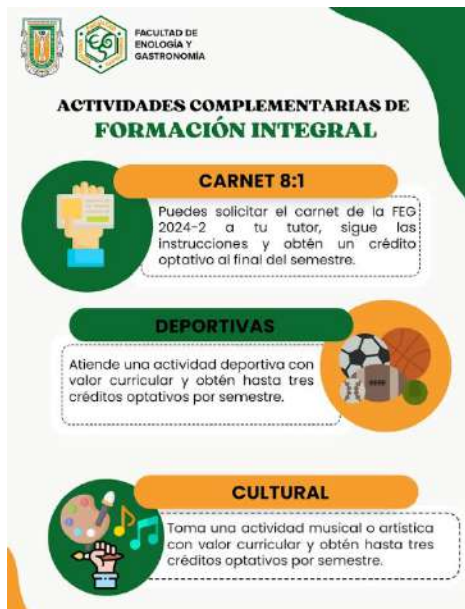 FACULTAD DE
ENOLOGÍA Y
GASTRONOMÍA
ACTIVIDADES COMPLEMENTARIAS DE
FORMACIÓN INTEGRAL
CARNET 8:1
Puedes solicitar el carnet de la FEG
2024-2 a tu tutor, sigue las
instrucciones y obtén un crédito
optativo al final del semestre.
DEPORTIVAS
Atiende una actividad deportiva con
valor curricular y obtén hasta tres
créditos optativos por semestre.
CULTURAL
Toma una actividad musical o artística
con valor curricular y obtén hasta tres
créditos optativos por semestre.